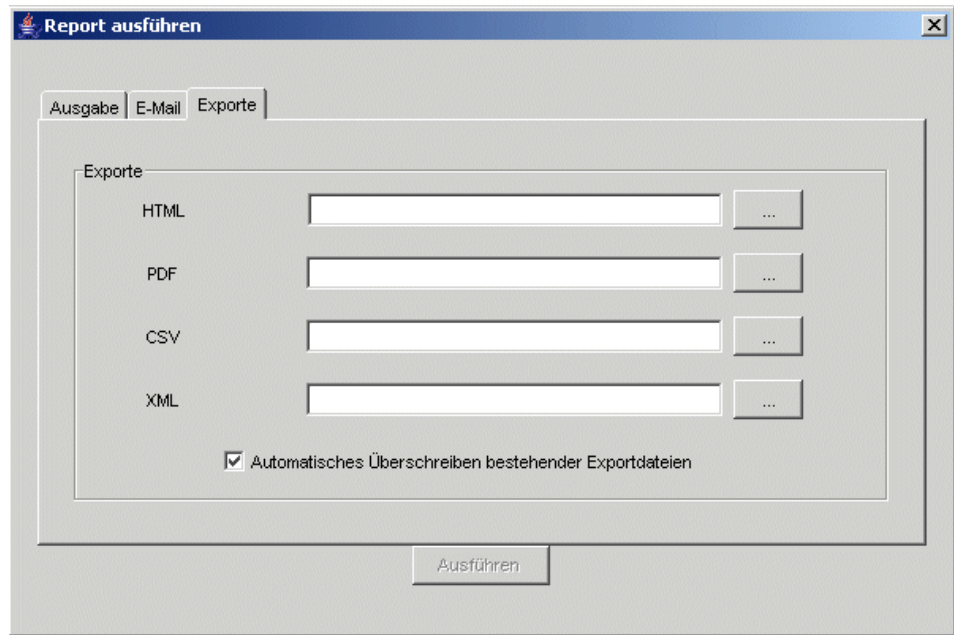 Report ausführen
Ausgabe E-Mail Exporte
Exporte
HTML ...
PDF ...
CSV ...
XML ...
Automatisches Überschreiben bestehender Exportdateien
Ausführen